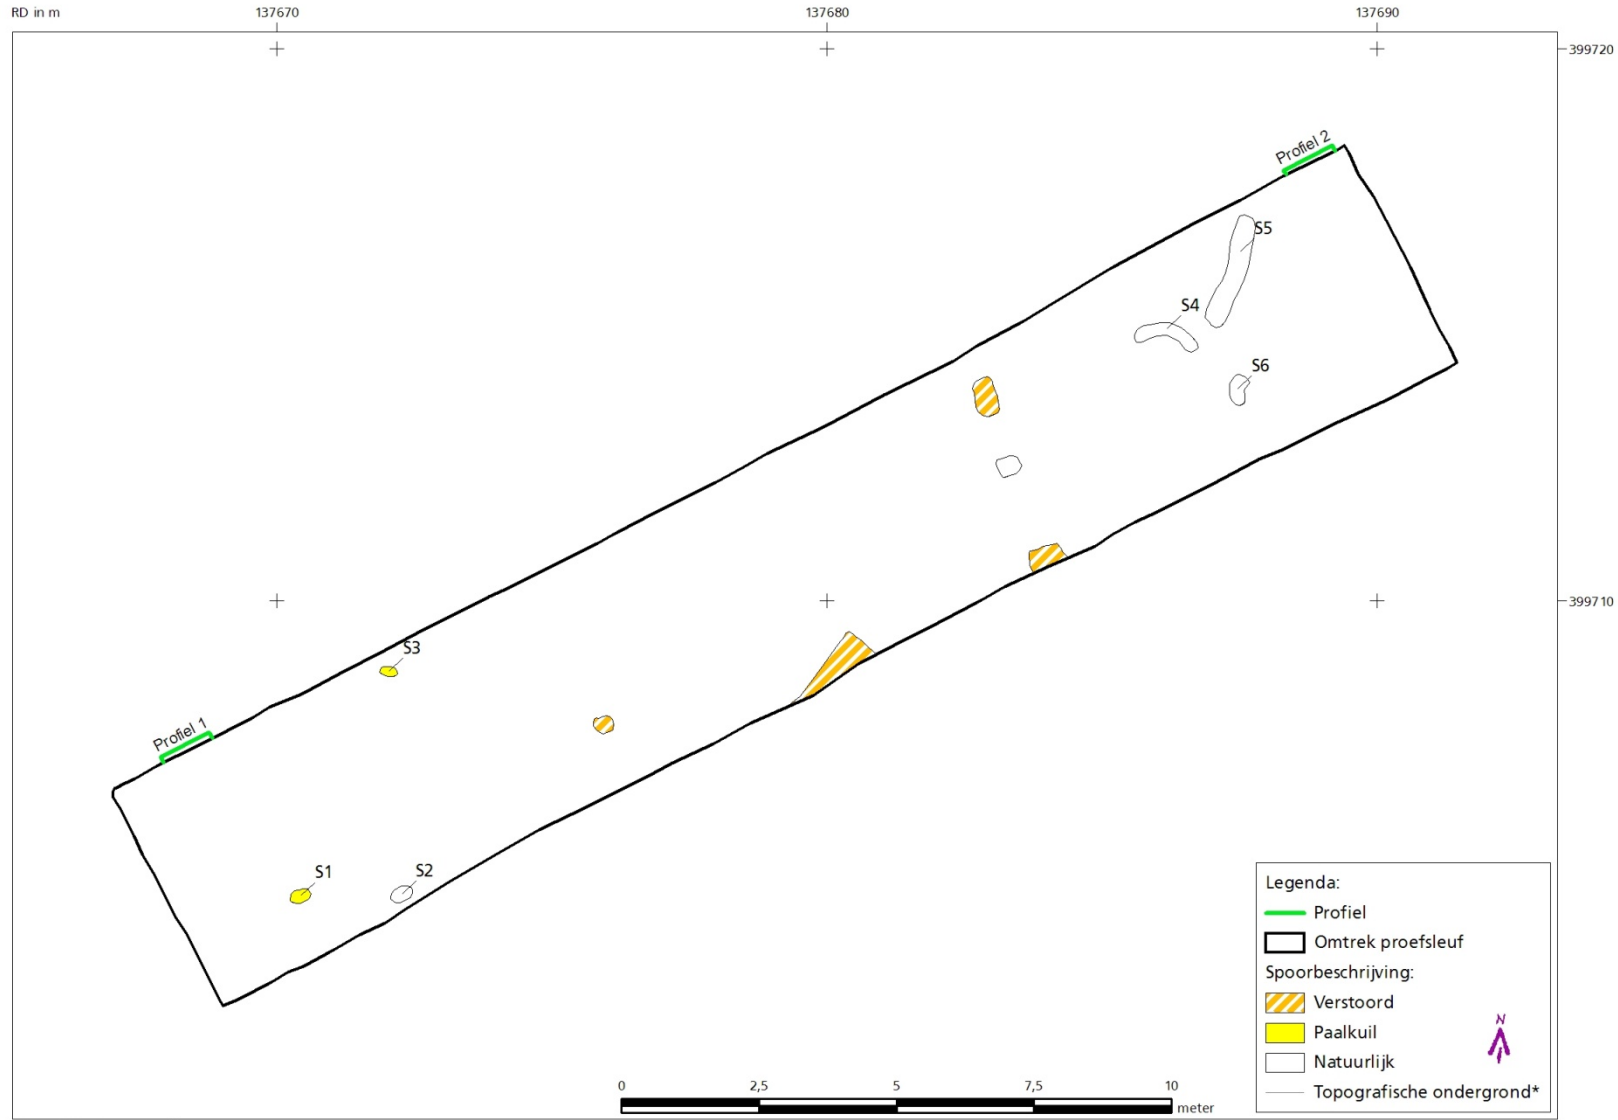 RD in m
137670
137680
137690
399720
Profiel 2
S5
S4
S6
399710
S3
Profiel 1
S1
S2
Legenda:
Profiel
Omtrek proefsleuf
Spoorbeschrijving:
Verstoord
Paalkuil
Natuurlijk
Topografische ondergrond*
N
0 2,5 5 7,5 10
meter